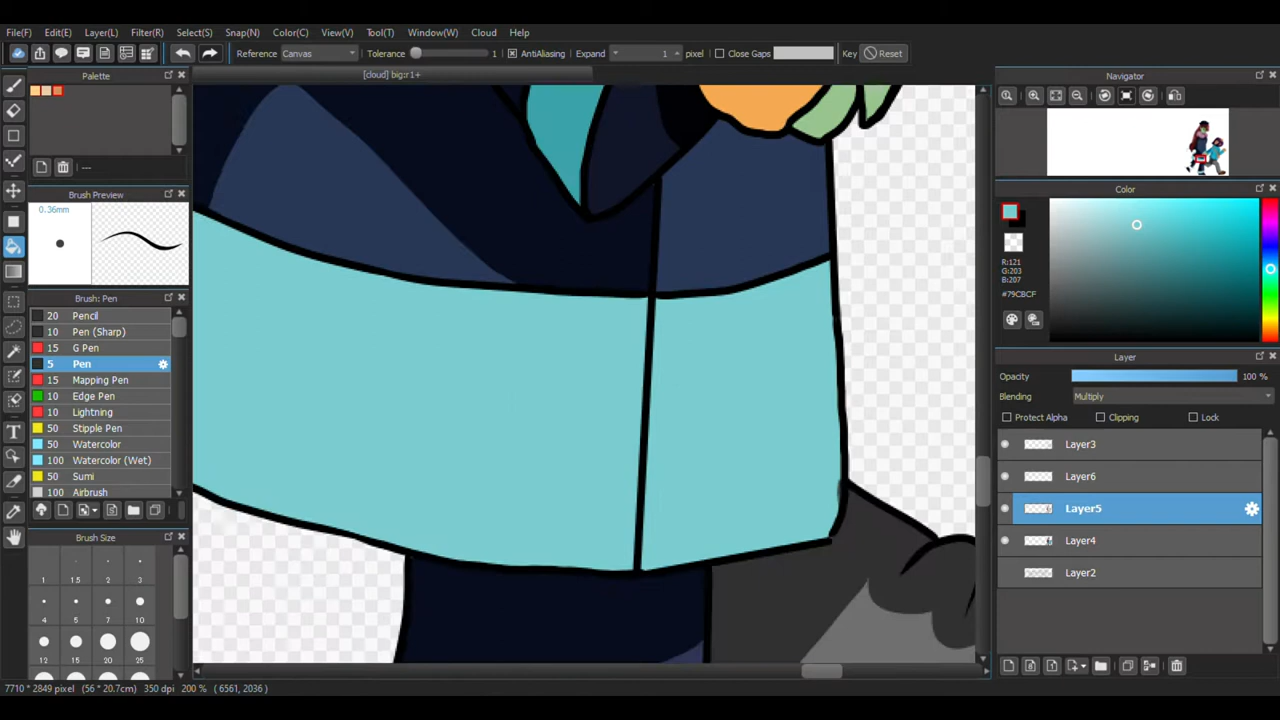 File(F) Edit(E) Layer(L) Filter(R) Select(S) Snap(N) Color(C) View(V) Tool(T) Window(W) Cloud Help
Reference Canvas Tolerance 1 AntiAliasing Expand 1 pixel Close Gaps Key Reset
Palette
[cloud] big:r1+
Navigator
---
Brush Preview
0.36mm
Color
R:121
G:203
B:207
#79CBCF
Brush: Pen
20 Pencil
10 Pen (Sharp)
15 G Pen
5 Pen
15 Mapping Pen
10 Edge Pen
10 Lightning
50 Stipple Pen
50 Watercolor
100 Watercolor (Wet)
50 Sumi
100 Airbrush
Layer
Opacity 100 %
Blending Multiply
Protect Alpha Clipping Lock
Layer3
Layer6
Layer5
Layer4
Layer2
Brush Size
1 1.5 2 3
4 5 7 10
12 15 20 25
7710 * 2849 pixel (56 * 20.7cm) 350 dpi 200 % ( 6561, 2036 )